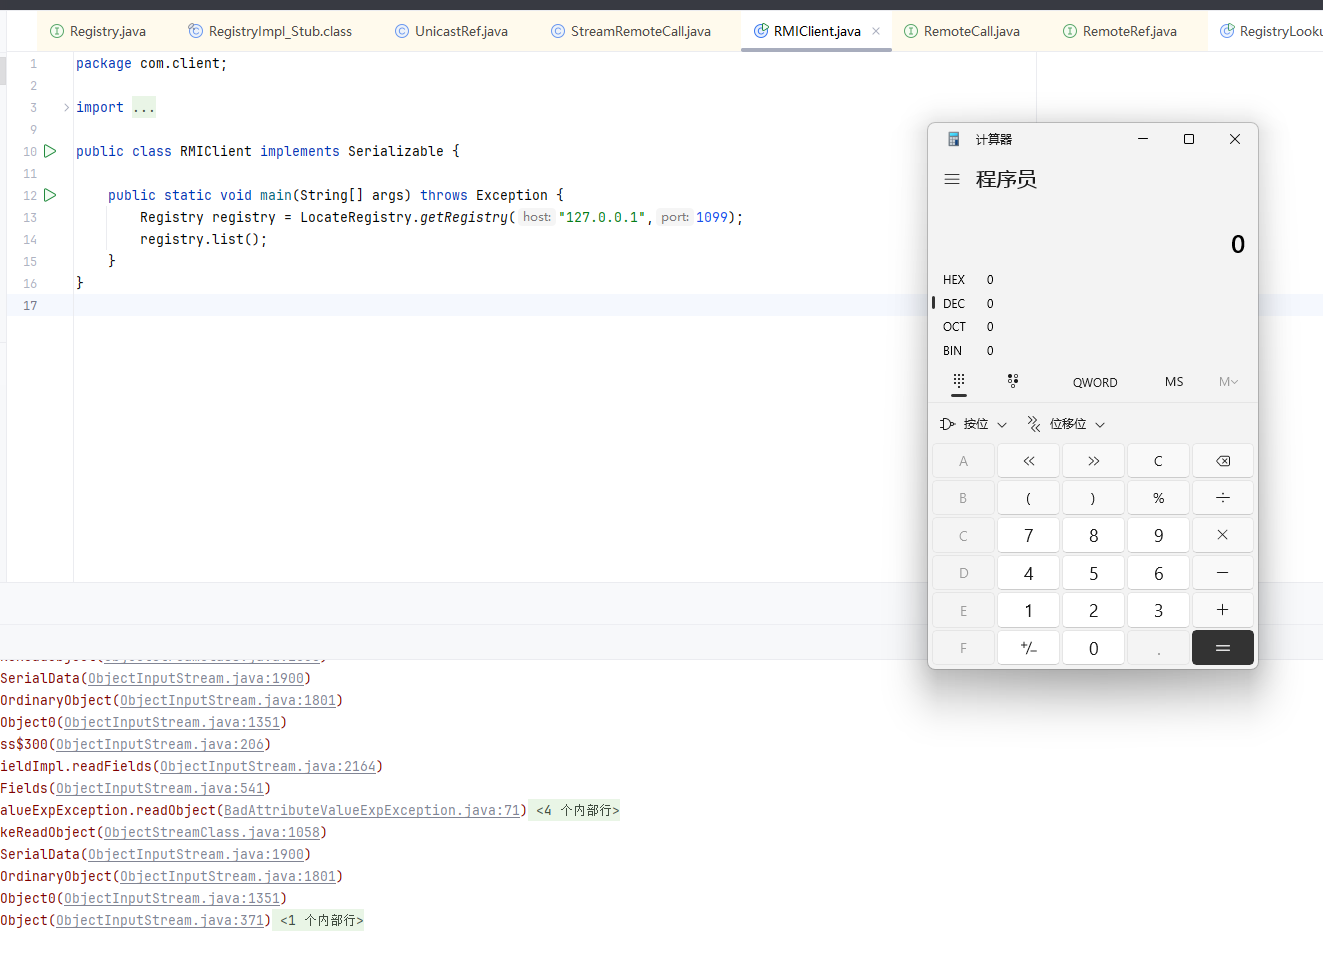 Registry.java RegistryImpl_Stub.class UnicastRef.java StreamRemoteCall.java RMIClient.java RemoteCall.java RemoteRef.java RegistryLooku
1 package com.client;
2
3 import ...
9
10 public class RMIClient implements Serializable {
11
12 public static void main(String[] args) throws Exception {
13 Registry registry = LocateRegistry.getRegistry( host: "127.0.0.1", port: 1099);
14 registry.list();
15 }
16 }
17
计算器
程序员
0
HEX 0
DEC 0
OCT 0
BIN 0
QWORD MS M
按位 位移位
A << >> C
B ( ) % ÷
C 7 8 9 ×
D 4 5 6 −
E 1 2 3 +
F +/− 0 . =
SerialData(ObjectInputStream.java:1900)
OrdinaryObject(ObjectInputStream.java:1801)
Object0(ObjectInputStream.java:1351)
ss$300(ObjectInputStream.java:206)
ieldImpl.readFields(ObjectInputStream.java:2164)
Fields(ObjectInputStream.java:541)
alueExpException.readObject(BadAttributeValueExpException.java:71) <4 个内部行>
keReadObject(ObjectStreamClass.java:1058)
SerialData(ObjectInputStream.java:1900)
OrdinaryObject(ObjectInputStream.java:1801)
Object0(ObjectInputStream.java:1351)
Object(ObjectInputStream.java:371) <1 个内部行>